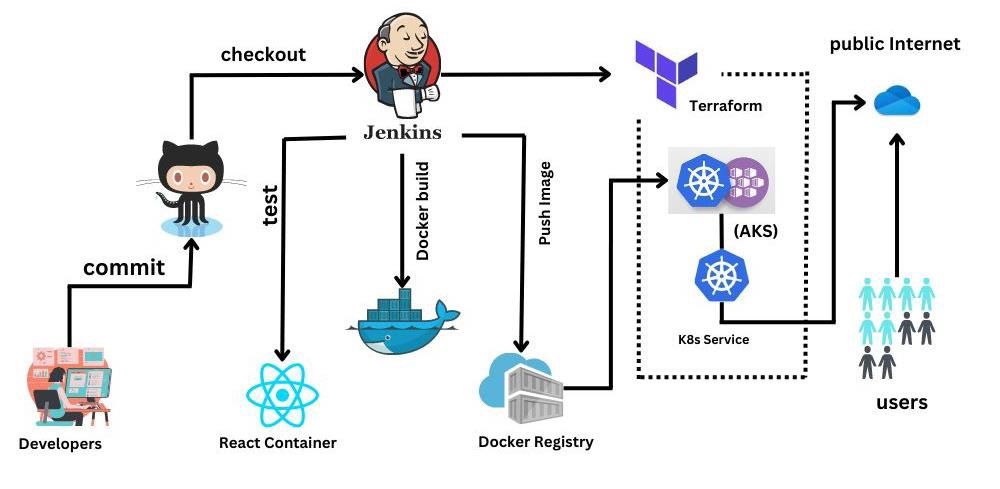 public Internet
checkout
Terraform
Jenkins
test
Docker build
Push Image
(AKS)
commit
K8s Service
users
Developers
React Container
Docker Registry